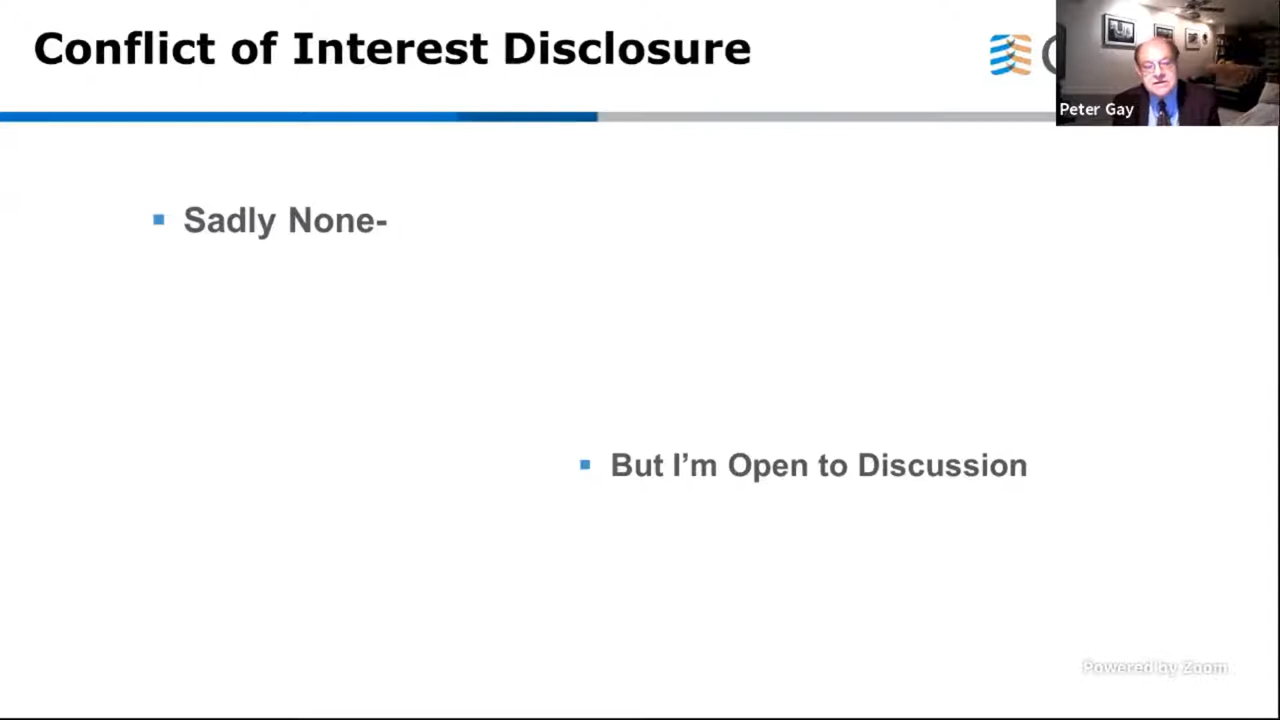 Conflict of Interest Disclosure
Peter Gay
Sadly None-
But I'm Open to Discussion
Powered by Zoom